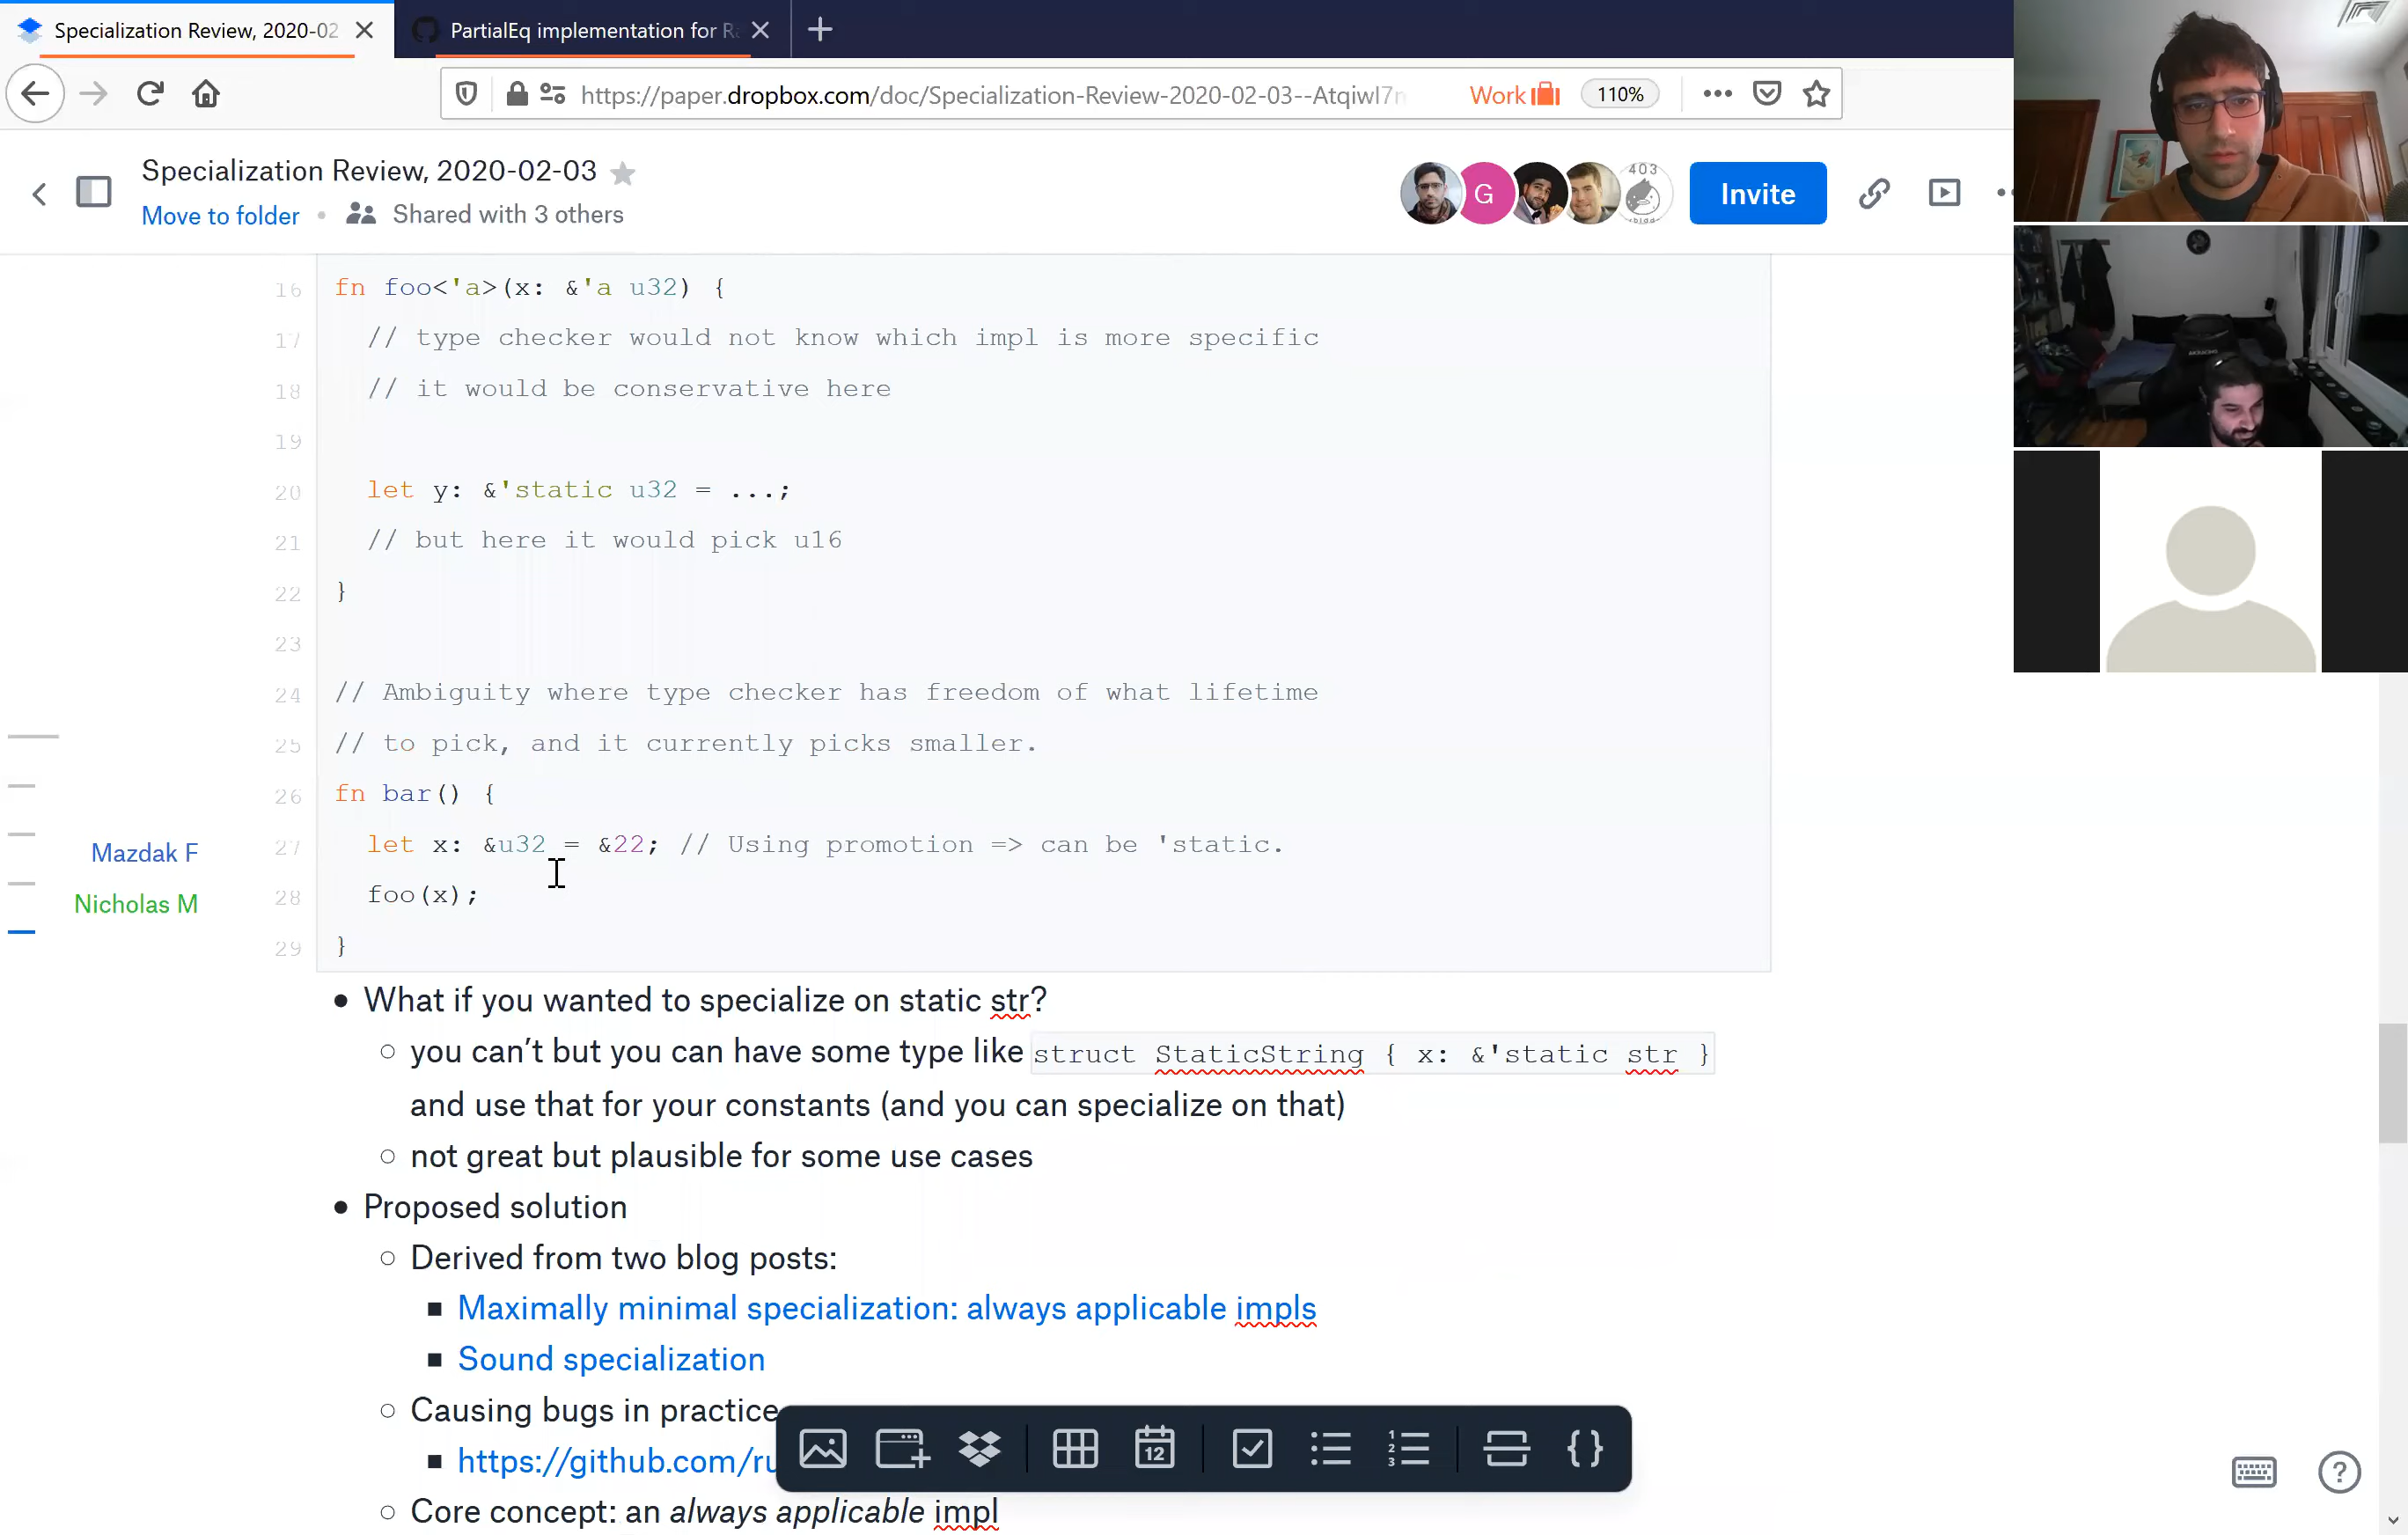 Specialization Review, 2020-02
PartialEq implementation for Ra
https://paper.dropbox.com/doc/Specialization-Review-2020-02-03--AtqiwI7n
Work
110%
Specialization Review, 2020-02-03
Move to folder
Shared with 3 others
G
403
Invite
16 fn foo<'a>(x: &'a u32) {
17 // type checker would not know which impl is more specific
18 // it would be conservative here
19
20 let y: &'static u32 = ...;
21 // but here it would pick u16
22 }
23
24 // Ambiguity where type checker has freedom of what lifetime
25 // to pick, and it currently picks smaller.
26 fn bar() {
Mazdak F
27 let x: &u32 = &22; // Using promotion => can be 'static.
Nicholas M
28 foo(x);
29 }
• What if you wanted to specialize on static str?
○ you can’t but you can have some type like struct StaticString { x: &'static str }
and use that for your constants (and you can specialize on that)
○ not great but plausible for some use cases
• Proposed solution
○ Derived from two blog posts:
■ Maximally minimal specialization: always applicable impls
■ Sound specialization
○ Causing bugs in practice
■ https://github.com/ru
12
1
2
3
{}
?
○ Core concept: an always applicable impl